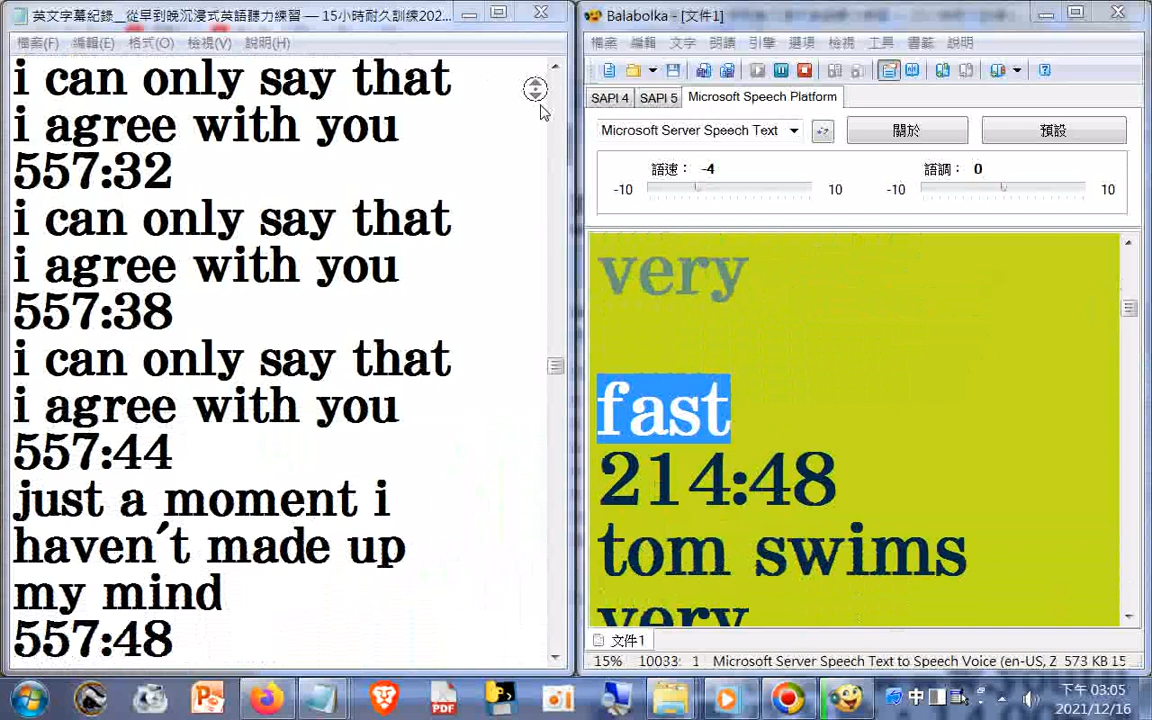 英文字幕紀錄__從早到晚沉浸式英語聽力練習 — 15小時耐久訓練202...
檔案(F) 編輯(E) 格式(O) 檢視(V) 說明(H)
i can only say that
i agree with you
557:32
i can only say that
i agree with you
557:38
i can only say that
i agree with you
557:44
just a moment i
haven't made up
my mind
557:48
Balabolka - [文件1]
檔案 編輯 文字 朗讀 引擎 選項 檢視 工具 書籤 說明
SAPI 4 SAPI 5 Microsoft Speech Platform
Microsoft Server Speech Text 關於 預設
語速： -4 語調： 0
-10 10 -10 10
very
fast
214:48
tom swims
very
文件1
15% 10033: 1 Microsoft Server Speech Text to Speech Voice (en-US, Z 573 KB 15
中
下午 03:05
2021/12/16